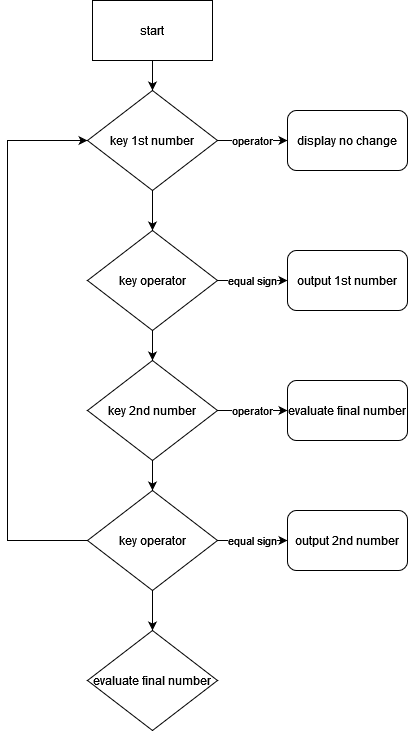 start
key 1st number
operator
display no change
key operator
equal sign
output 1st number
key 2nd number
operator
evaluate final number
key operator
equal sign
output 2nd number
evaluate final number